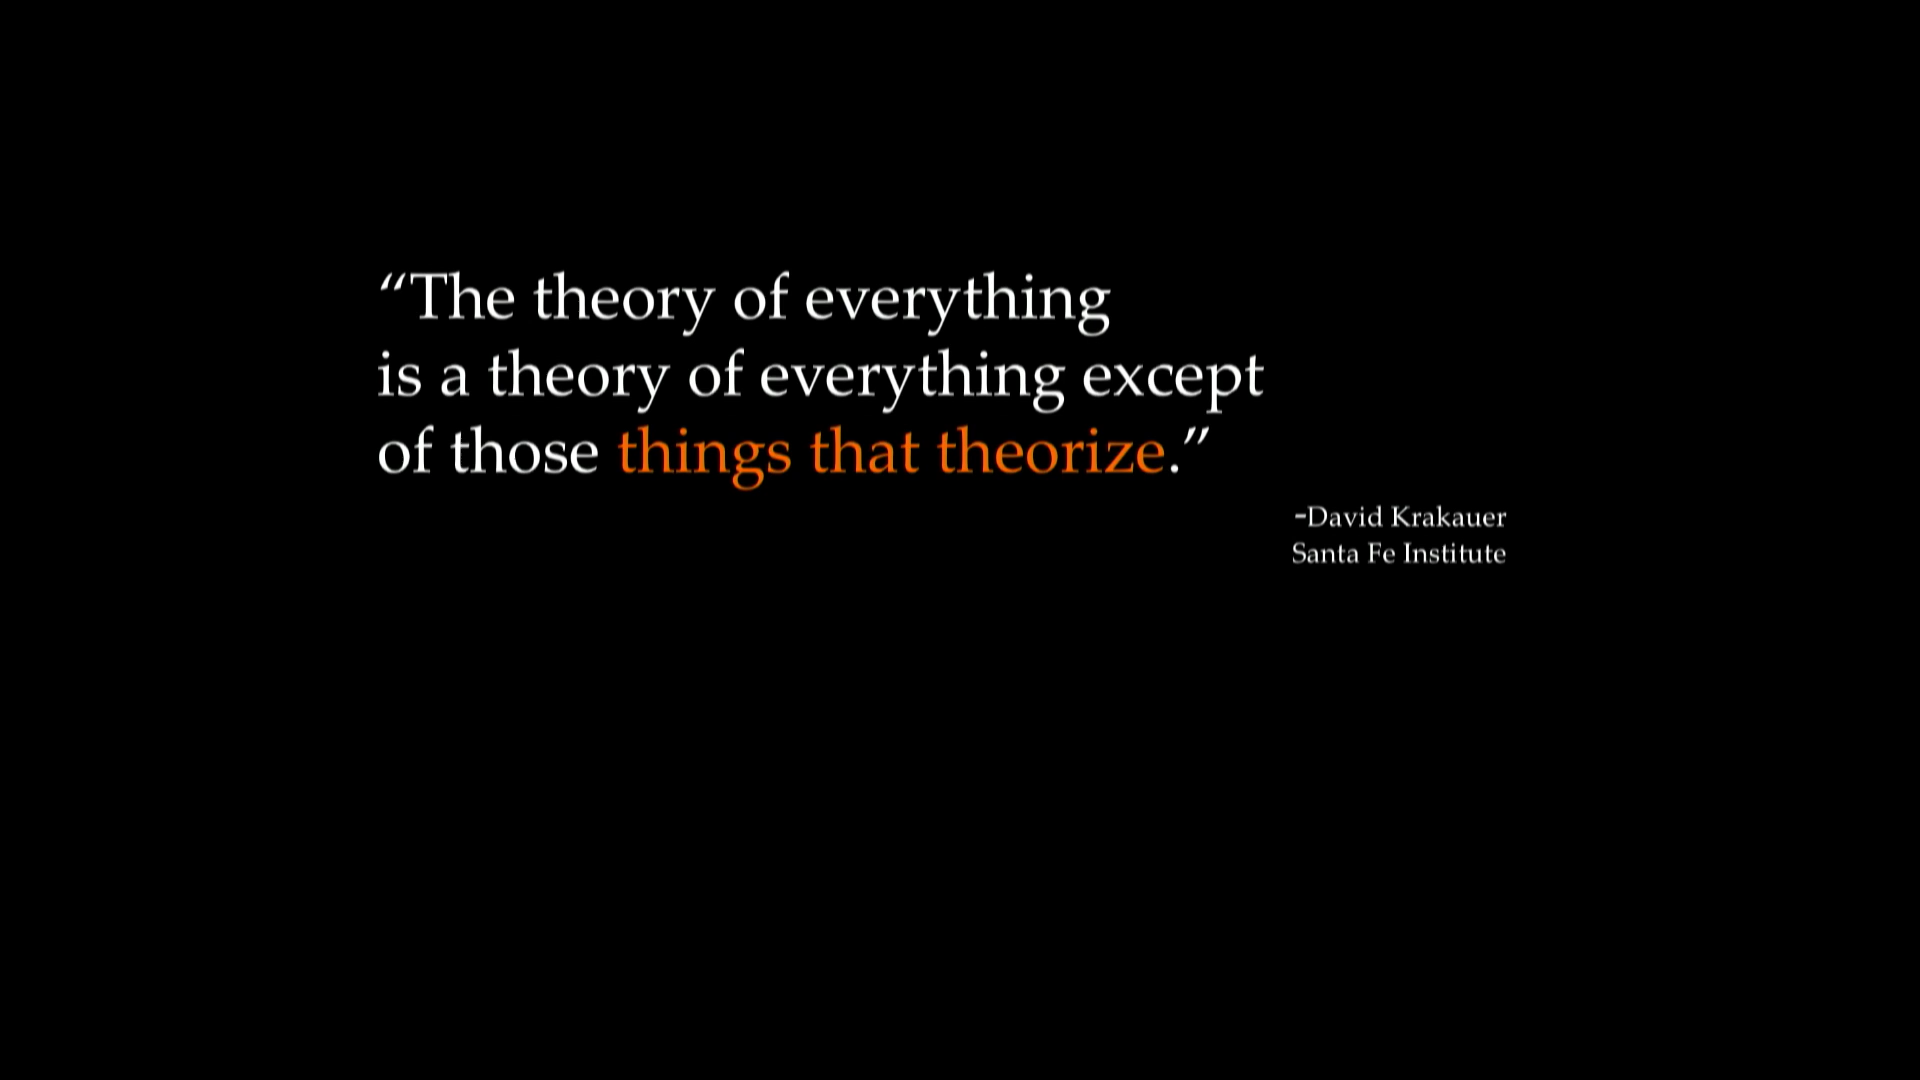 “The theory of everything
is a theory of everything except
of those things that theorize.”
-David Krakauer
Santa Fe Institute